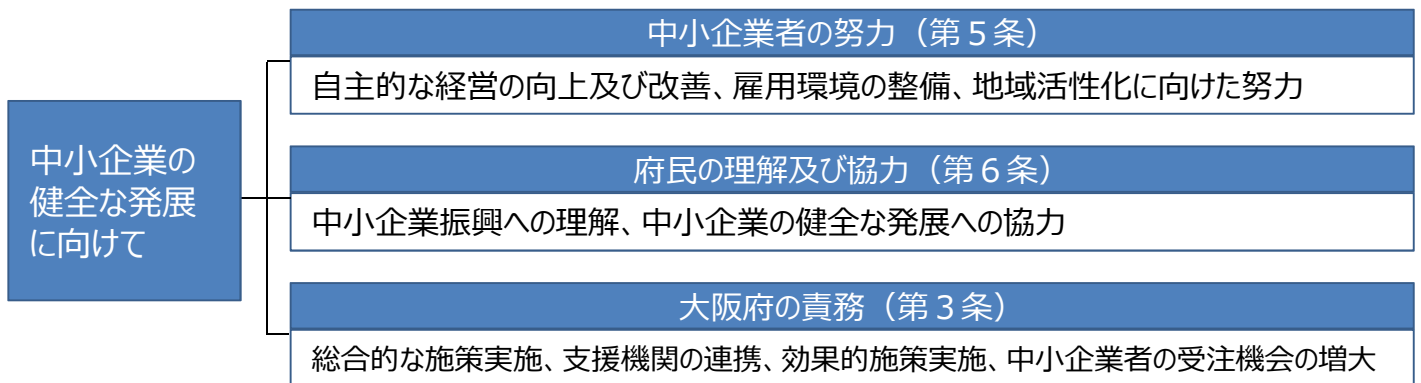 中小企業の
健全な発展
に向けて
中小企業者の努力（第５条）
自主的な経営の向上及び改善、雇用環境の整備、地域活性化に向けた努力
府民の理解及び協力（第６条）
中小企業振興への理解、中小企業の健全な発展への協力
大阪府の責務（第３条）
総合的な施策実施、支援機関の連携、効果的施策実施、中小企業者の受注機会の増大